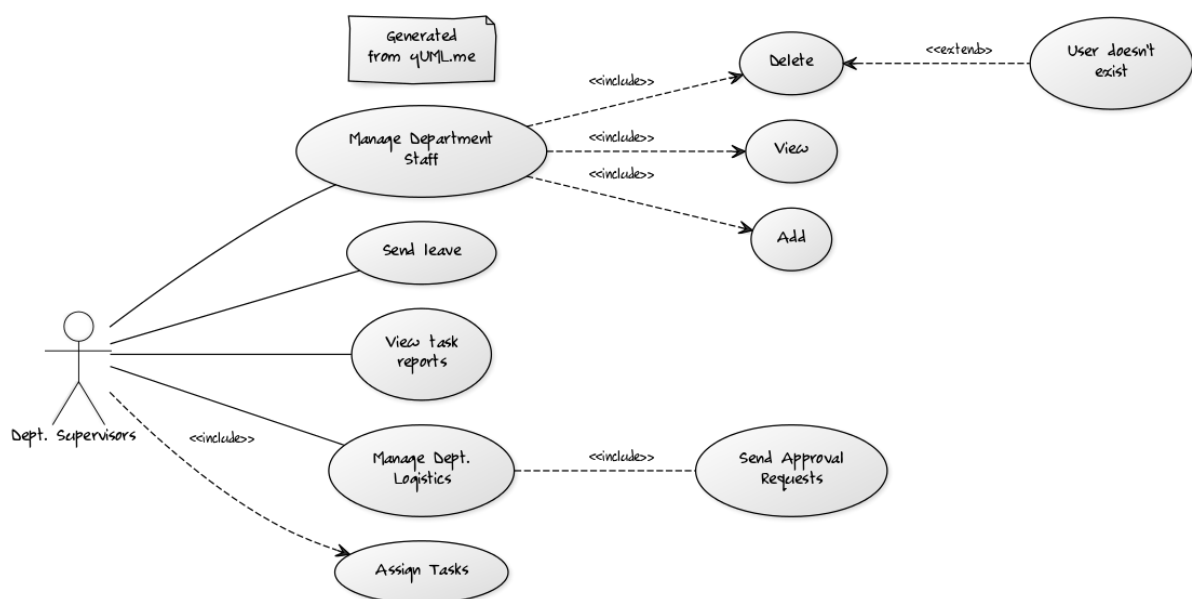 Generated
from yUML.me
Delete
<<extend>>
User doesn't
exist
<<include>>
Manage Department
Staff
<<include>>
View
<<include>>
Add
Send leave
View task
reports
Dept. Supervisors
<<include>>
Manage Dept.
Logistics
<<include>>
Send Approval
Requests
Assign Tasks